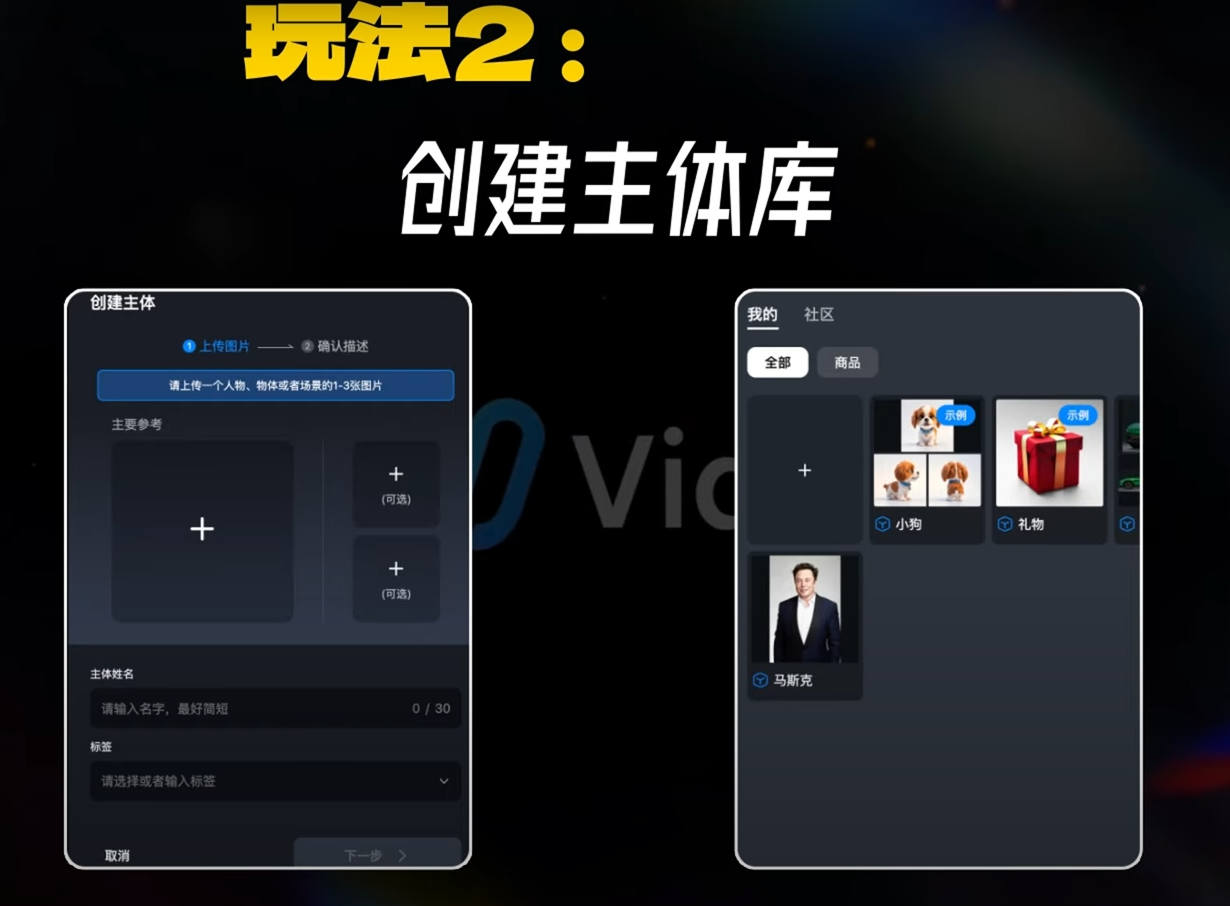 玩法2：
创建主体库
创建主体
1 上传图片 2 确认描述
请上传一个人物、物体或者场景的1-3张图片
主要参考
(可选)
(可选)
主体姓名
请输入名字，最好简短 0 / 30
标签
请选择或者输入标签
取消 下一步
Vid
我的 社区
全部 商品
示例 示例
小狗 礼物
马斯克